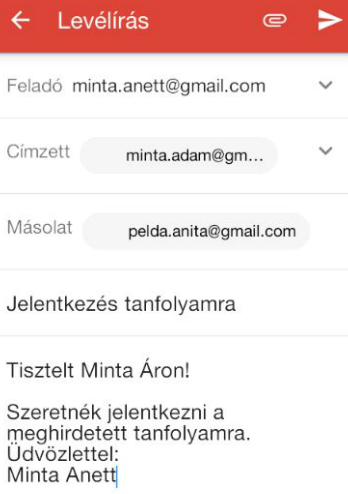 Levélírás
Feladó minta.anett@gmail.com
Címzett minta.adam@gm...
Másolat pelda.anita@gmail.com
Jelentkezés tanfolyamra
Tisztelt Minta Áron!
Szeretnék jelentkezni a
meghirdetett tanfolyamra.
Üdvözlettel:
Minta Anett